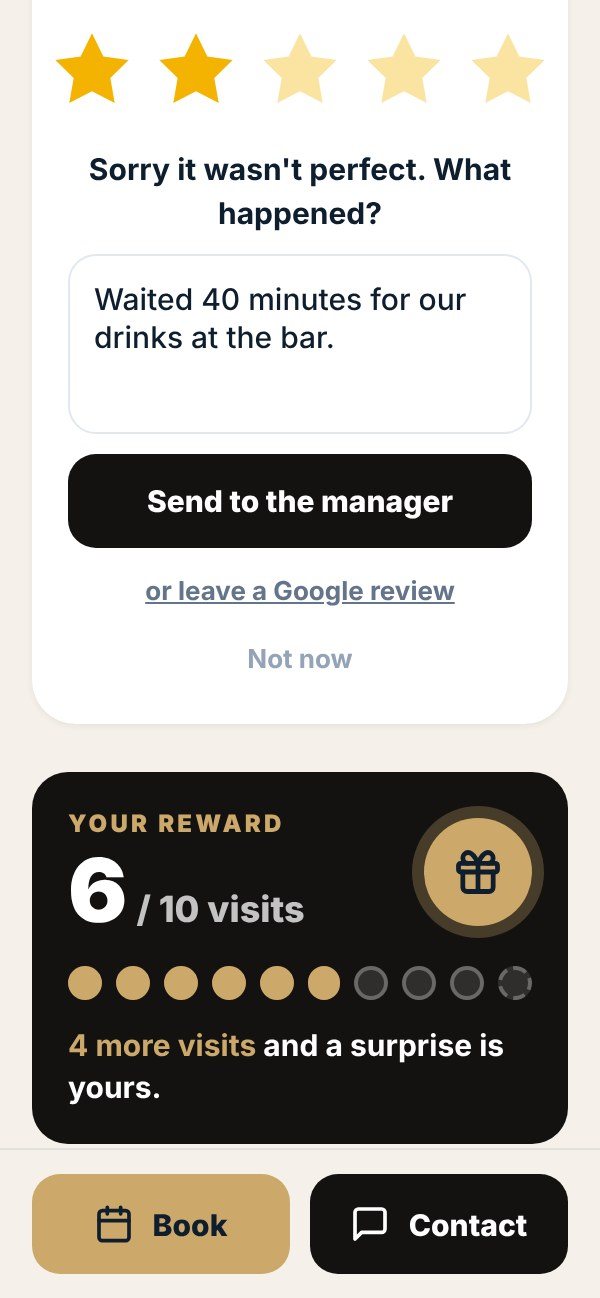 Sorry it wasn't perfect. What
happened?
Waited 40 minutes for our
drinks at the bar.
Send to the manager
or leave a Google review
Not now
YOUR REWARD
6 / 10 visits
4 more visits and a surprise is
yours.
Book
Contact